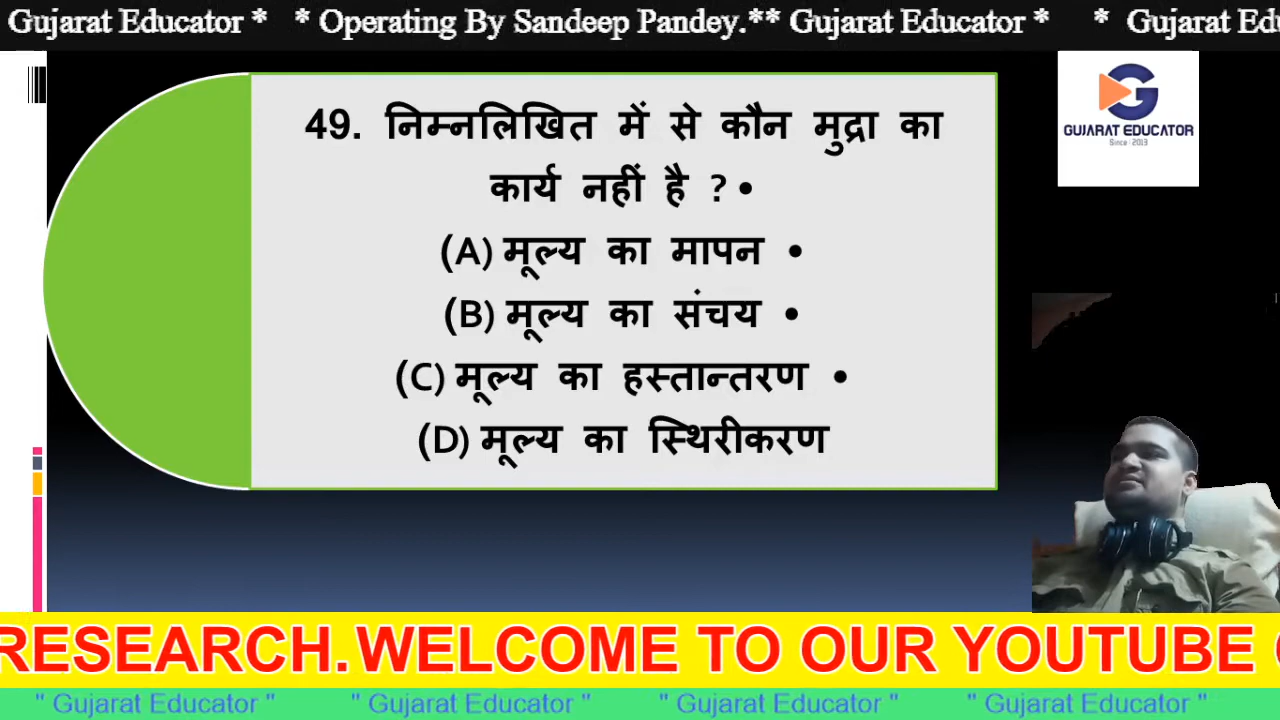 Gujarat Educator *   * Operating By Sandeep Pandey.** Gujarat Educator *   * Gujarat Edu
GUJARAT EDUCATOR
Since - 2013
49. निम्नलिखित में से कौन मुद्रा का
कार्य नहीं है ? •
(A) मूल्य का मापन •
(B) मूल्य का संचय •
(C) मूल्य का हस्तान्तरण •
(D) मूल्य का स्थिरीकरण
RESEARCH.WELCOME TO OUR YOUTUBE
" Gujarat Educator "   " Gujarat Educator "   " Gujarat Educator "   " Gujarat Educator "